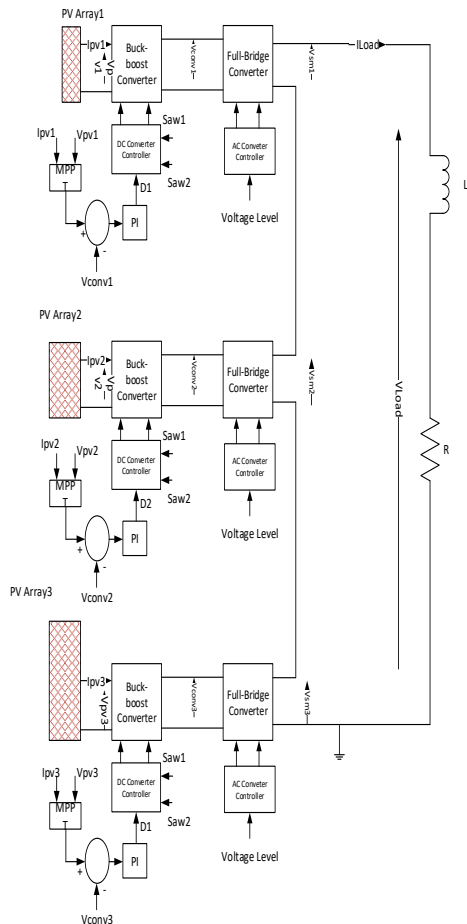 PV Array1
Ipv1
Vp
v1
Buck-
boost
Converter
Vconv1
Full-Bridge
Converter
Vsm1
ILoad
Ipv1
Vpv1
MPP
T
DC Converter
Controller
Saw1
Saw2
AC Conveter
Controller
D1
PI
+
-
Vconv1
Voltage Level
L
PV Array2
Ipv2
Vp
v2
Buck-
boost
Converter
Vconv2
Full-Bridge
Converter
Vsm2
VLoad
R
Ipv2
Vpv2
MPP
T
DC Converter
Controller
Saw1
Saw2
AC Conveter
Controller
D2
PI
+
-
Vconv2
Voltage Level
PV Array3
Ipv3
Vpv3
Buck-
boost
Converter
Vconv3
Full-Bridge
Converter
Vsm3
Ipv3
Vpv3
MPP
T
DC Converter
Controller
Saw1
Saw2
AC Conveter
Controller
D1
PI
+
-
Vconv3
Voltage Level